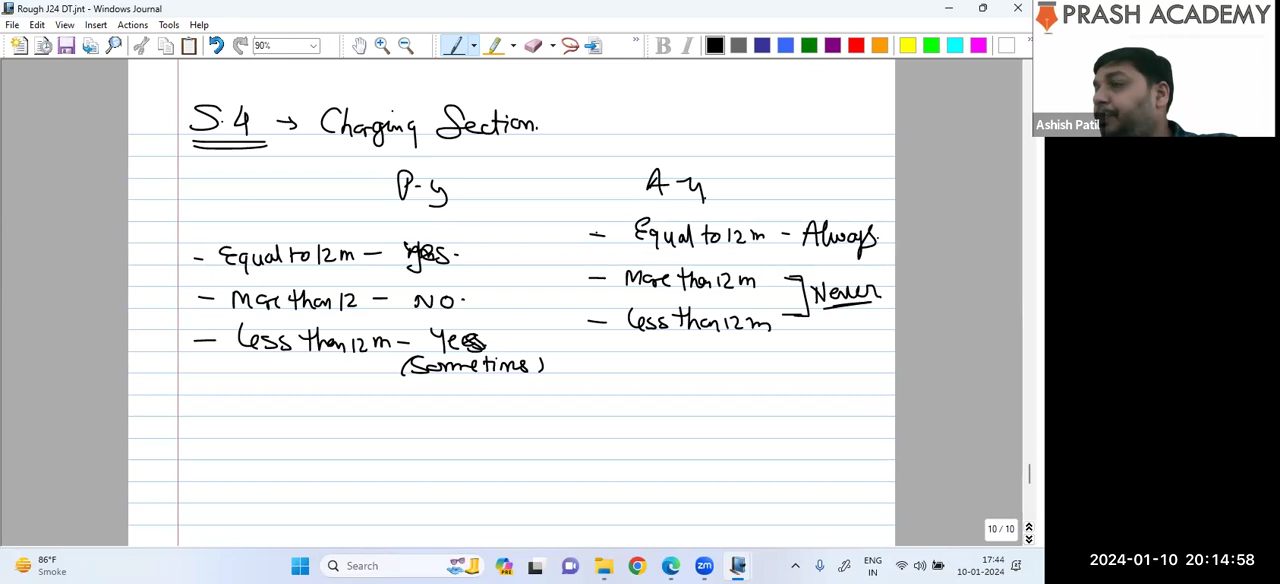 Rough J24 DT.jnt - Windows Journal
File Edit View Insert Actions Tools Help
90%
B I
PRASH ACADEMY
Ashish Patil
S.4 → Charging Section.
P-y
A-y
- Equal to 12m - Yes.
- More than 12 - NO.
- Less than 12m - Yes
(Sometims)
- Equal to 12m - Always.
- More than 12m
- Less than 12m
] Never
10 / 10
86°F
Smoke
Search
ENG
IN
17:44
10-01-2024
2024-01-10 20:14:58